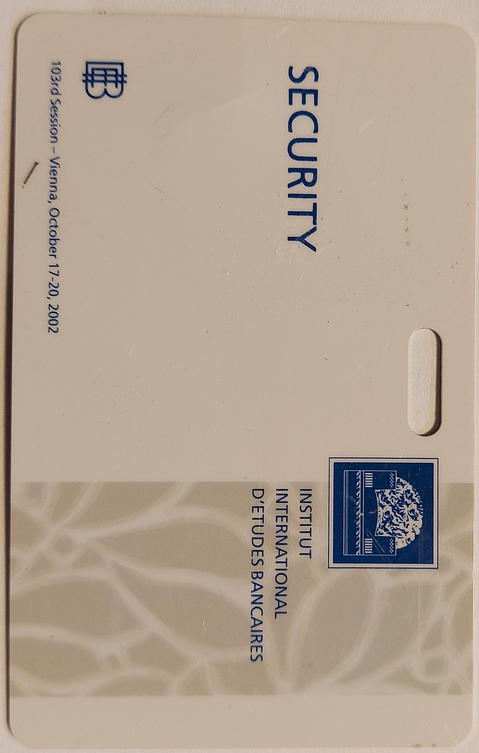 INSTITUT
INTERNATIONAL
D'ETUDES BANCAIRES
SECURITY
103rd Session – Vienna, October 17-20, 2002